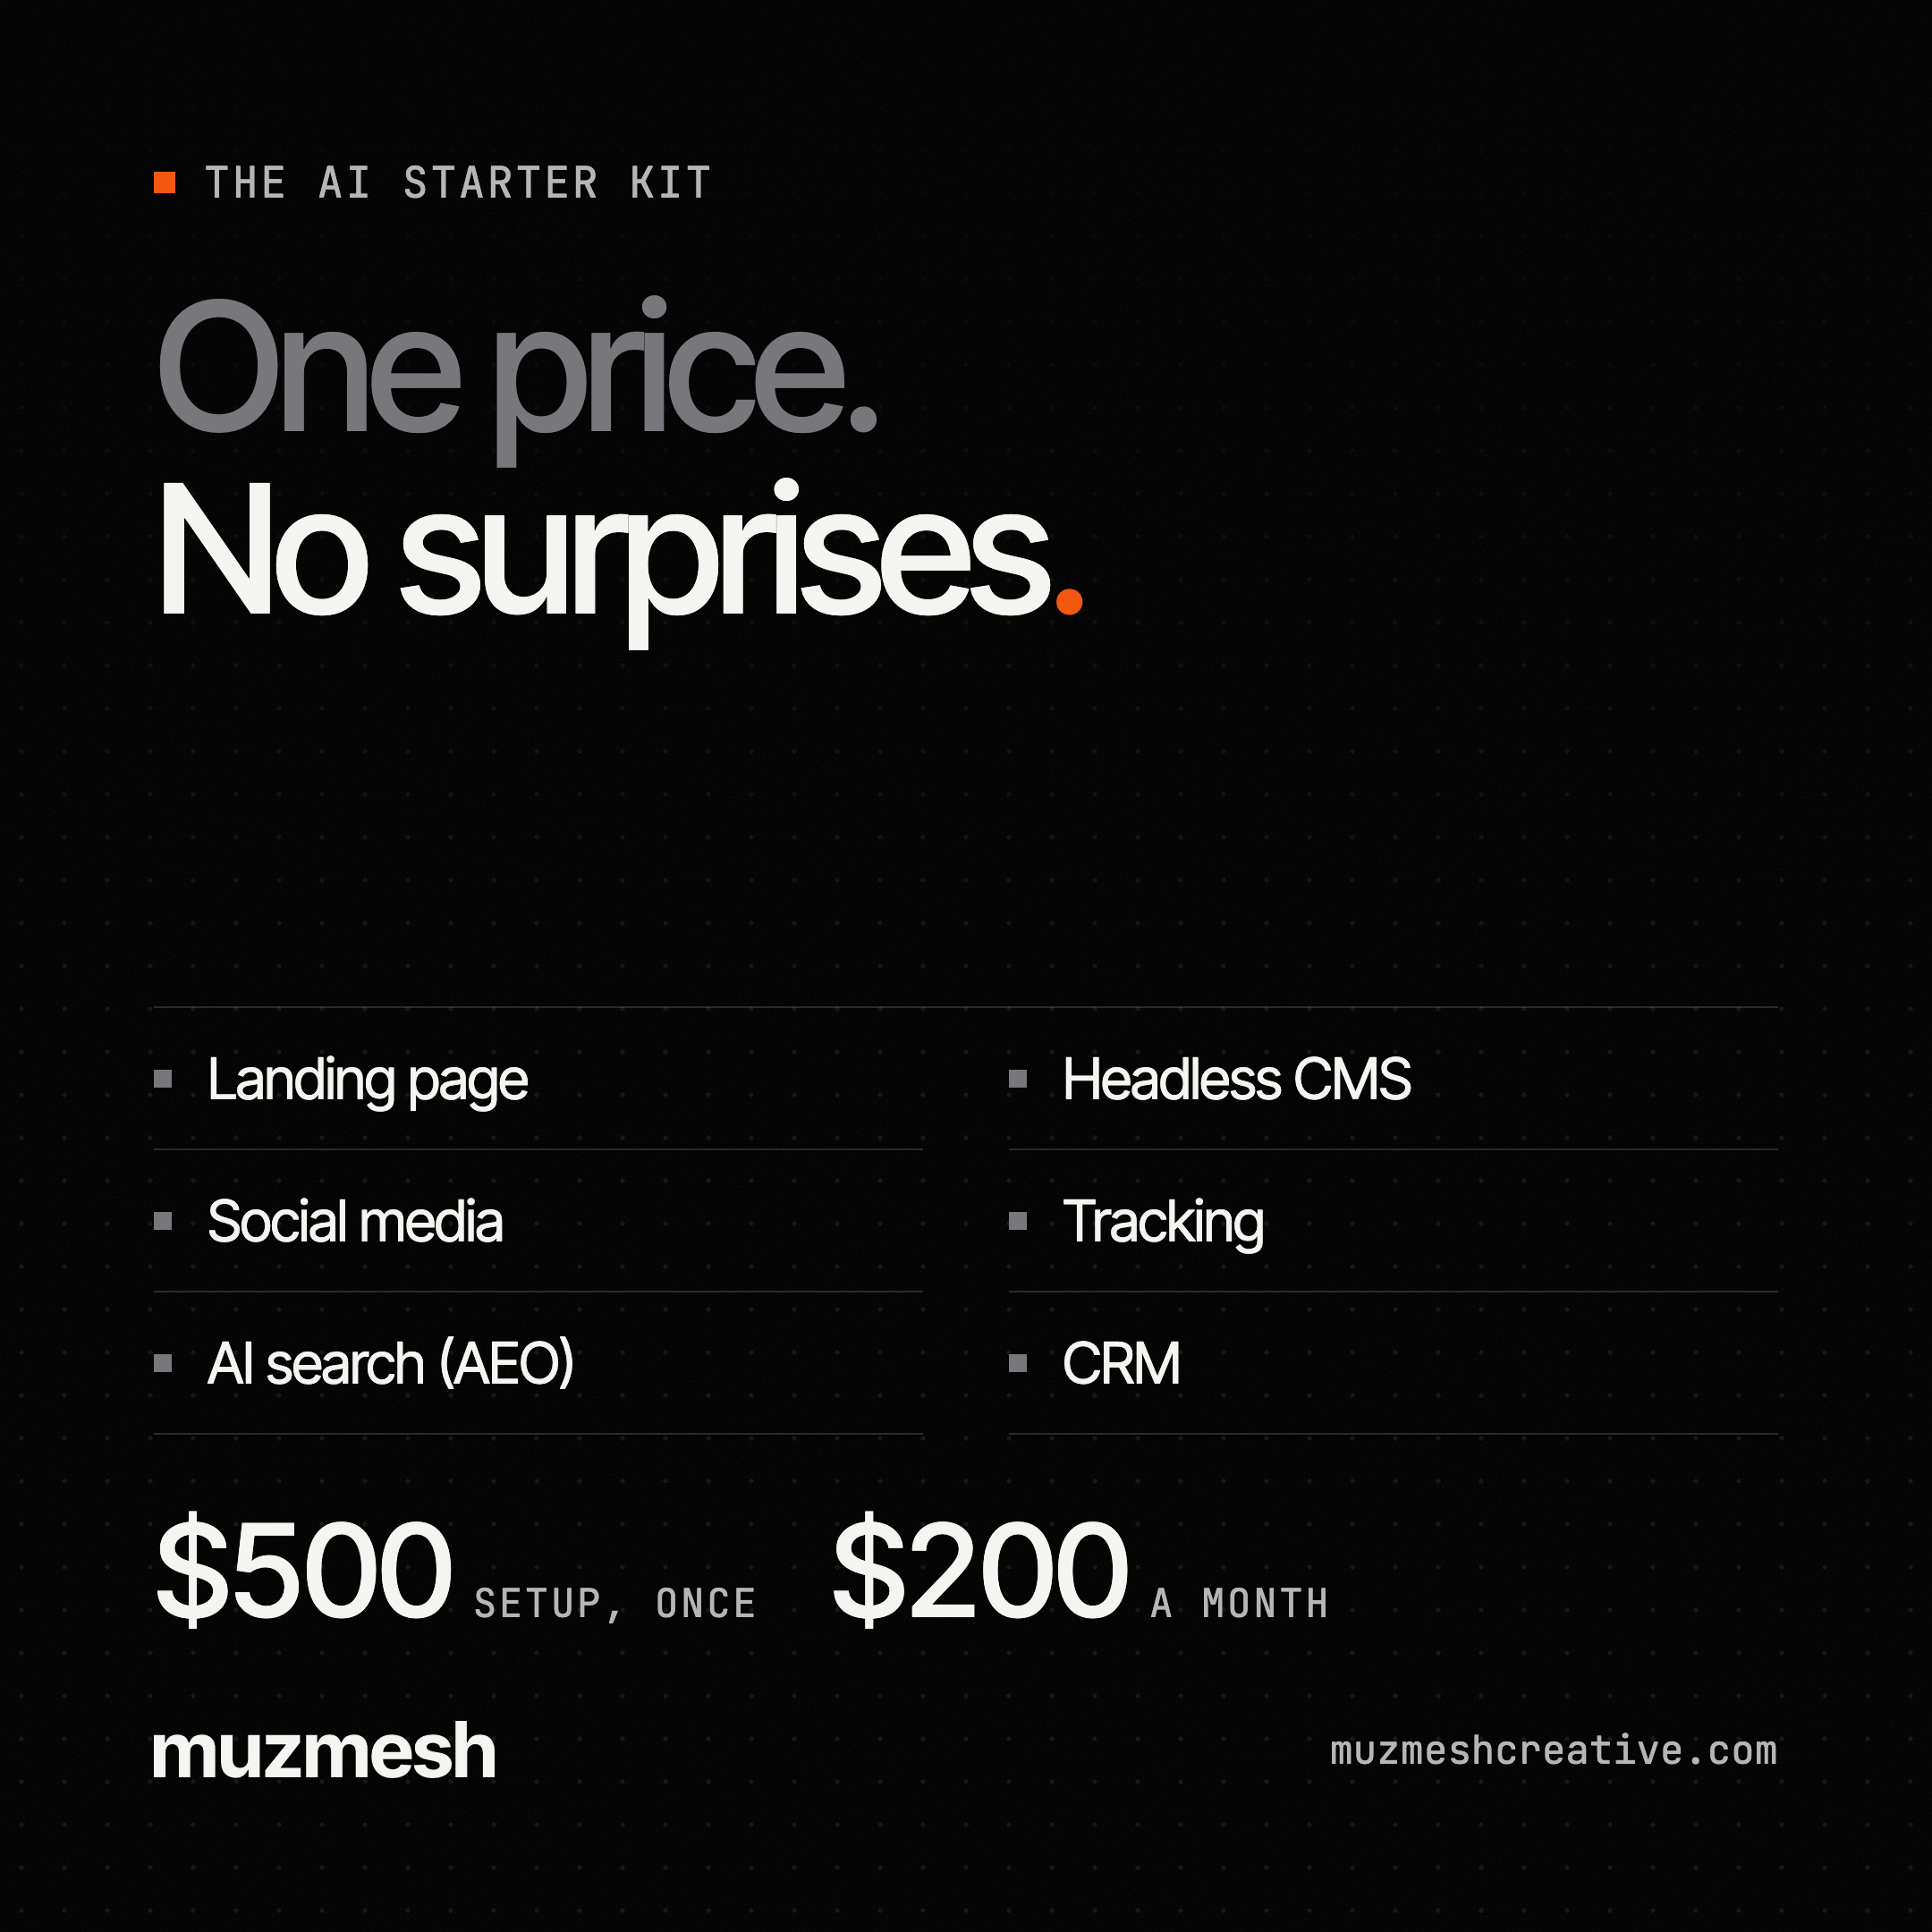 THE AI STARTER KIT
One price.
No surprises.
Landing page
Headless CMS
Social media
Tracking
AI search (AEO)
CRM
$500 SETUP, ONCE $200 A MONTH
muzmesh
muzmeshcreative.com